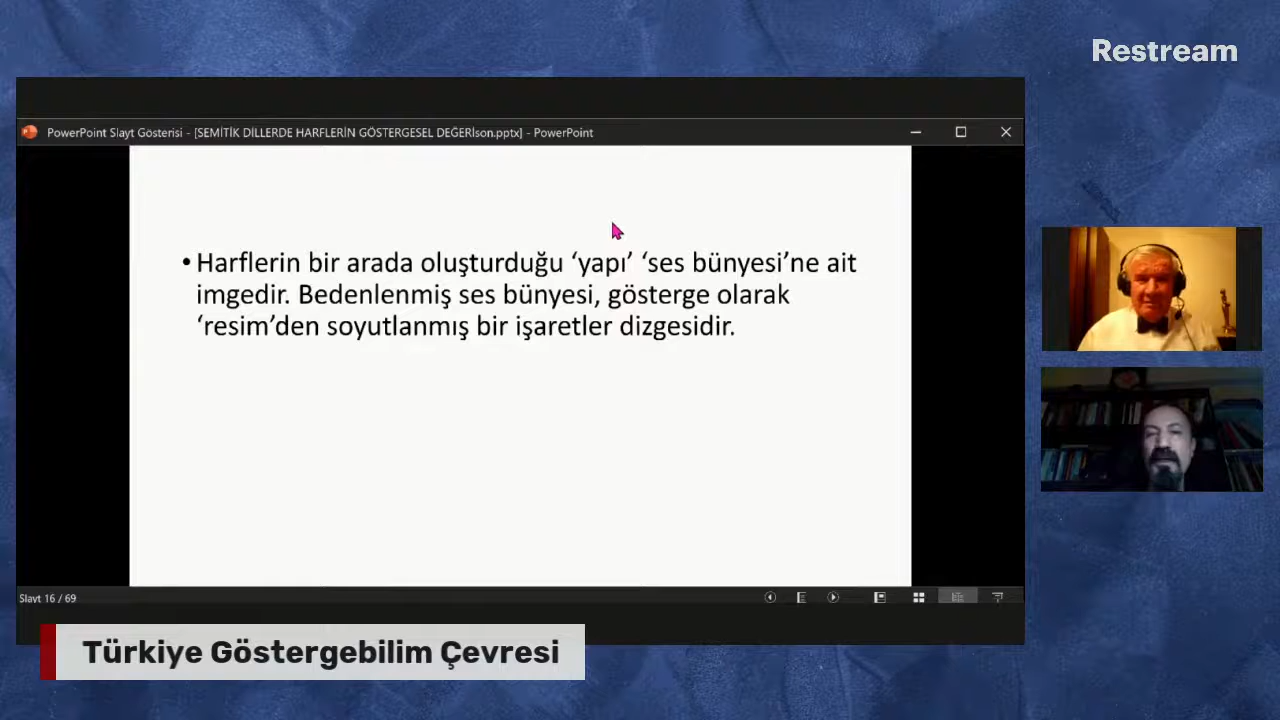 Restream
PowerPoint Slayt Gösterisi - [SEMİTİK DİLLERDE HARFLERİN GÖSTERGESEL DEĞERİson.pptx] - PowerPoint
• Harflerin bir arada oluşturduğu ‘yapı’ ‘ses bünyesi’ne ait
imgedir. Bedenlenmiş ses bünyesi, gösterge olarak
‘resim’den soyutlanmış bir işaretler dizgesidir.
Slayt 16 / 69
Türkiye Göstergebilim Çevresi